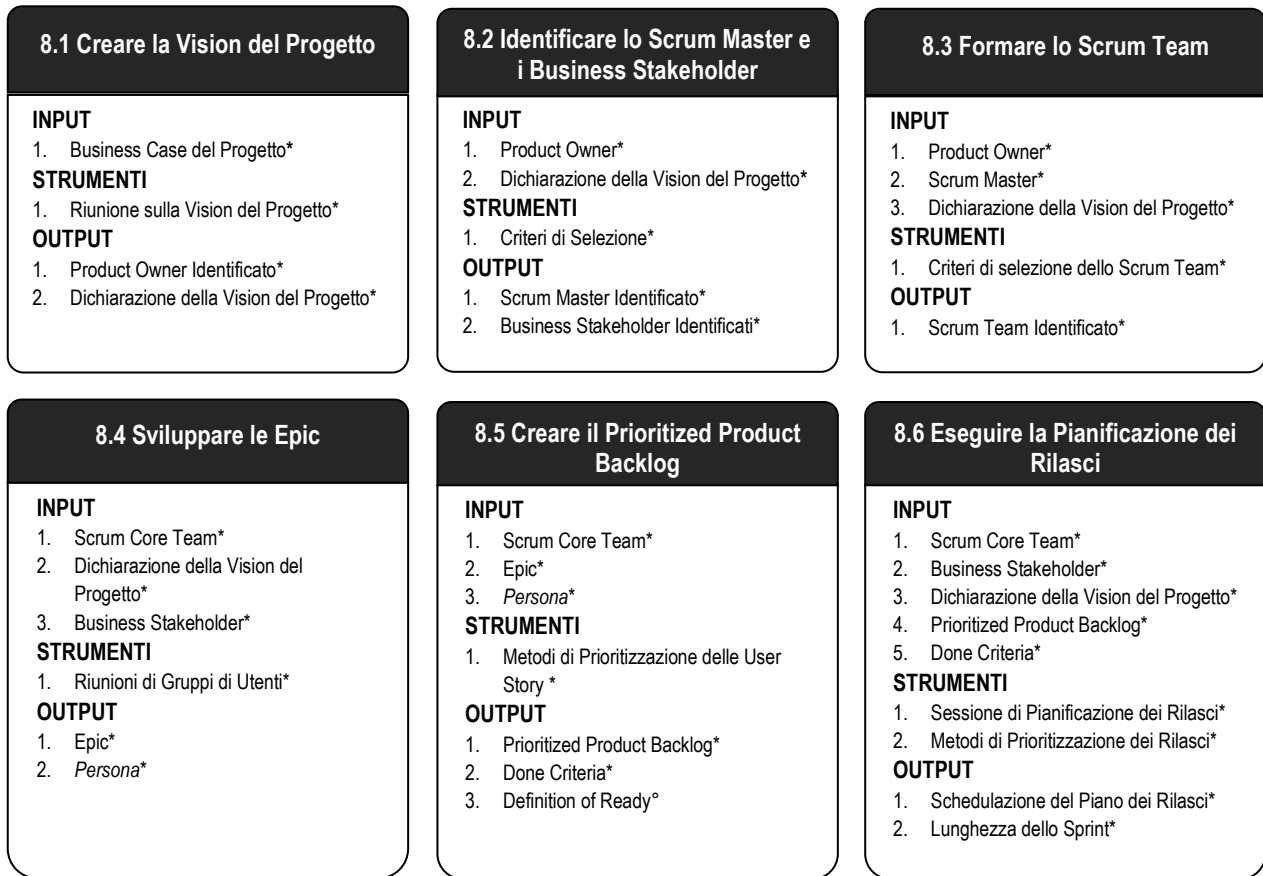 8.1 Creare la Vision del Progetto
INPUT
1. Business Case del Progetto*
STRUMENTI
1. Riunione sulla Vision del Progetto*
OUTPUT
1. Product Owner Identificato*
2. Dichiarazione della Vision del Progetto*
8.2 Identificare lo Scrum Master e
i Business Stakeholder
INPUT
1. Product Owner*
2. Dichiarazione della Vision del Progetto*
STRUMENTI
1. Criteri di Selezione*
OUTPUT
1. Scrum Master Identificato*
2. Business Stakeholder Identificati*
8.3 Formare lo Scrum Team
INPUT
1. Product Owner*
2. Scrum Master*
3. Dichiarazione della Vision del Progetto*
STRUMENTI
1. Criteri di selezione dello Scrum Team*
OUTPUT
1. Scrum Team Identificato*
8.4 Sviluppare le Epic
INPUT
1. Scrum Core Team*
2. Dichiarazione della Vision del
Progetto*
3. Business Stakeholder*
STRUMENTI
1. Riunioni di Gruppi di Utenti*
OUTPUT
1. Epic*
2. Persona*
8.5 Creare il Prioritized Product
Backlog
INPUT
1. Scrum Core Team*
2. Epic*
3. Persona*
STRUMENTI
1. Metodi di Prioritizzazione delle User
Story *
OUTPUT
1. Prioritized Product Backlog*
2. Done Criteria*
3. Definition of Ready°
8.6 Eseguire la Pianificazione dei
Rilasci
INPUT
1. Scrum Core Team*
2. Business Stakeholder*
3. Dichiarazione della Vision del Progetto*
4. Prioritized Product Backlog*
5. Done Criteria*
STRUMENTI
1. Sessione di Pianificazione dei Rilasci*
2. Metodi di Prioritizzazione dei Rilasci*
OUTPUT
1. Schedulazione del Piano dei Rilasci*
2. Lunghezza dello Sprint*